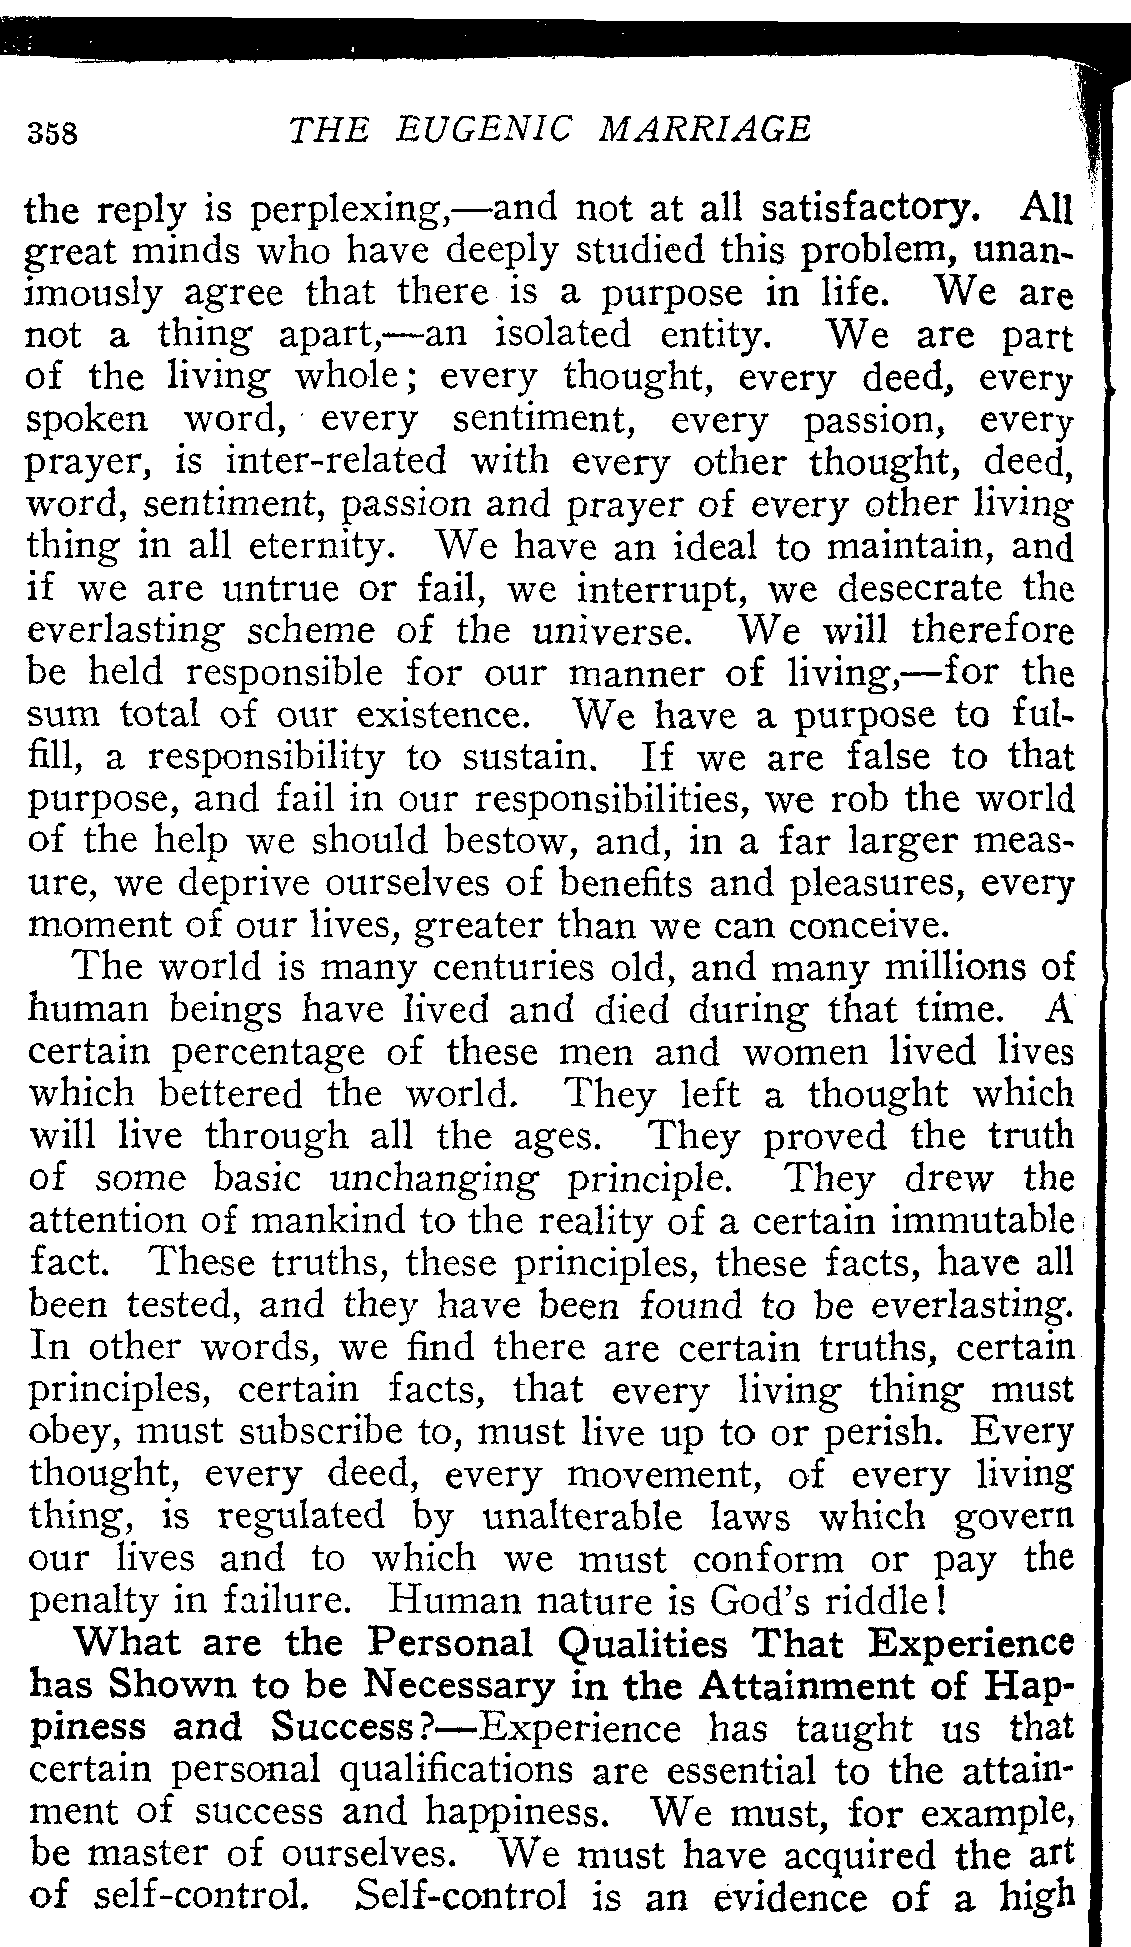 358 THE EUGENIC MARRIAGE
the reply is perplexing,—and not at all satisfactory. All
great minds who have deeply studied this problem, unan-
imously agree that there is a purpose in life. We are
not a thing apart,—an isolated entity. We are part
of the living whole; every thought, every deed, every
spoken word, every sentiment, every passion, every
prayer, is inter-related with every other thought, deed,
word, sentiment, passion and prayer of every other living
thing in all eternity. We have an ideal to maintain, and
if we are untrue or fail, we interrupt, we desecrate the
everlasting scheme of the universe. We will therefore
be held responsible for our manner of living,—for the
sum total of our existence. We have a purpose to ful-
fill, a responsibility to sustain. If we are false to that
purpose, and fail in our responsibilities, we rob the world
of the help we should bestow, and, in a far larger meas-
ure, we deprive ourselves of benefits and pleasures, every
moment of our lives, greater than we can conceive.
The world is many centuries old, and many millions of
human beings have lived and died during that time. A
certain percentage of these men and women lived lives
which bettered the world. They left a thought which
will live through all the ages. They proved the truth
of some basic unchanging principle. They drew the
attention of mankind to the reality of a certain immutable
fact. These truths, these principles, these facts, have all
been tested, and they have been found to be everlasting.
In other words, we find there are certain truths, certain
principles, certain facts, that every living thing must
obey, must subscribe to, must live up to or perish. Every
thought, every deed, every movement, of every living
thing, is regulated by unalterable laws which govern
our lives and to which we must conform or pay the
penalty in failure. Human nature is God's riddle!
What are the Personal Qualities That Experience
has Shown to be Necessary in the Attainment of Hap-
piness and Success?—Experience has taught us that
certain personal qualifications are essential to the attain-
ment of success and happiness. We must, for example,
be master of ourselves. We must have acquired the art
of self-control. Self-control is an evidence of a high